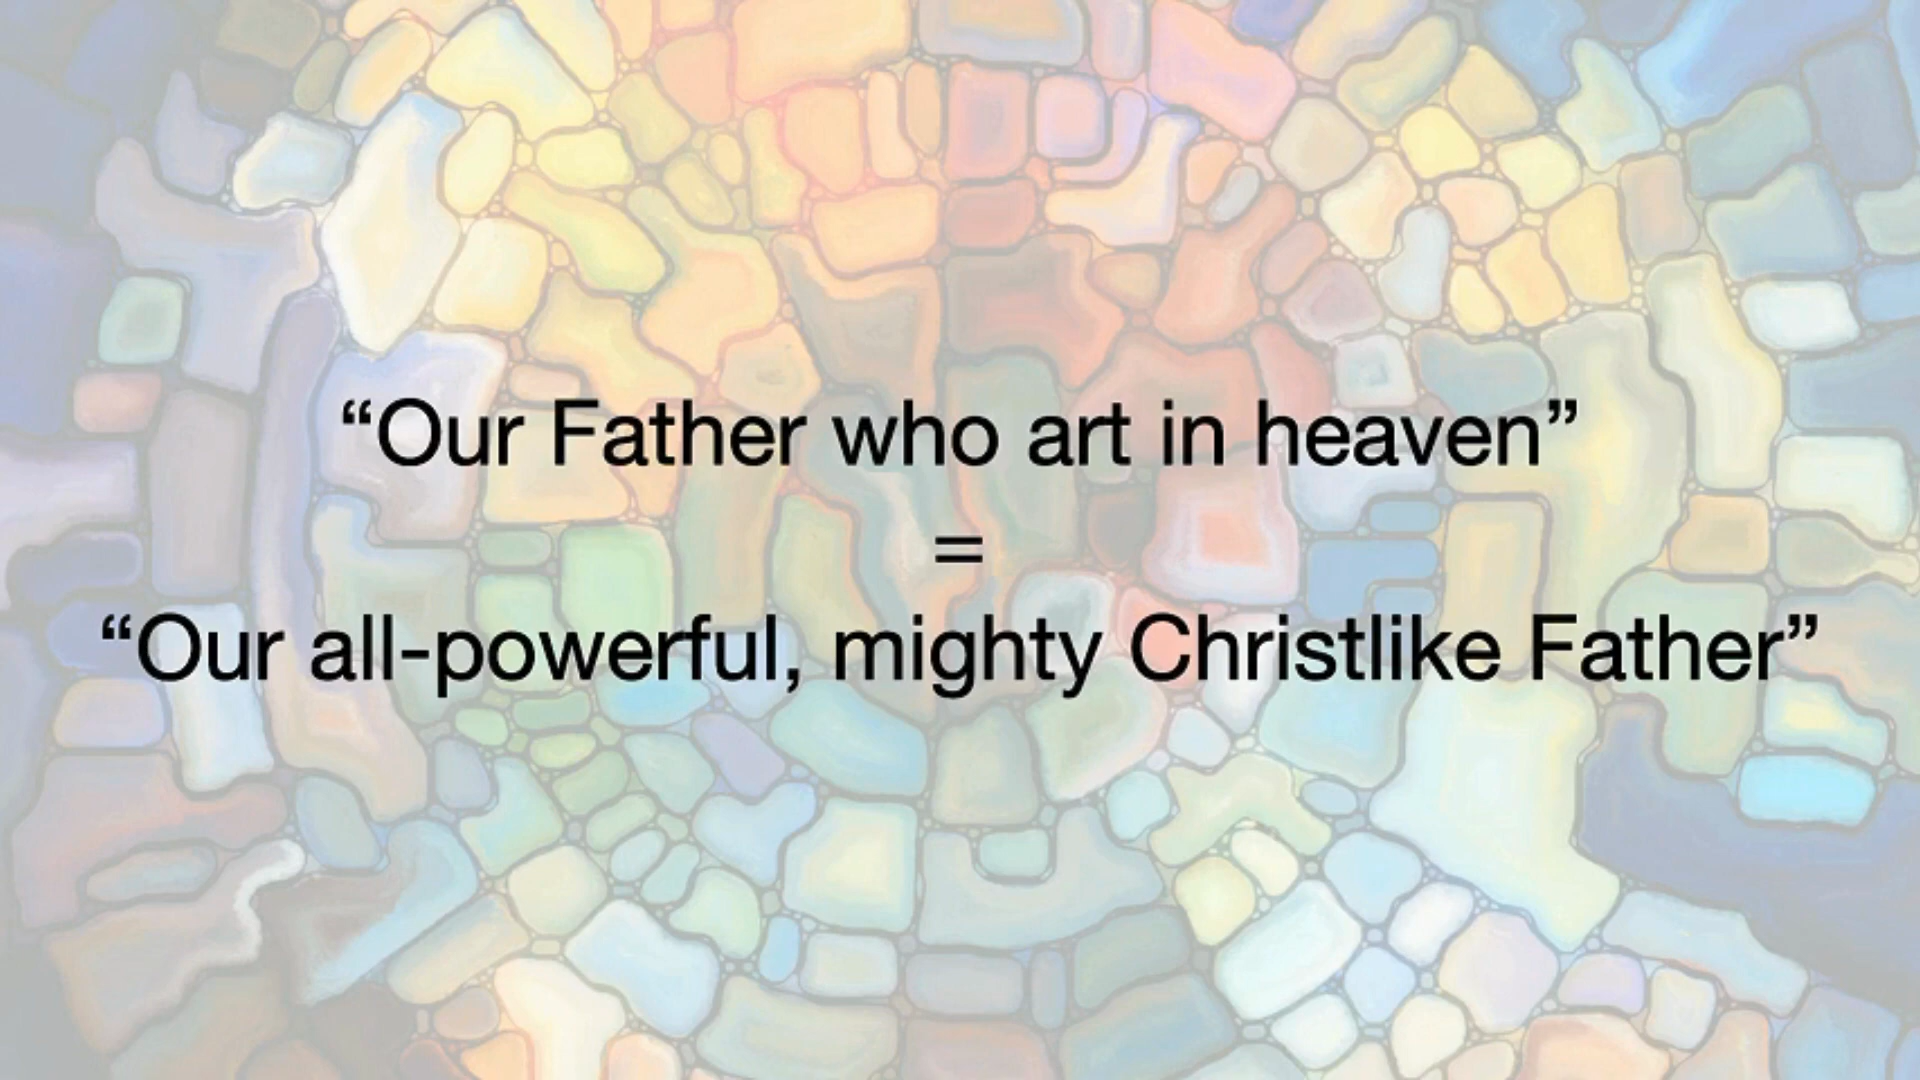 “Our Father who art in heaven”
=
“Our all-powerful, mighty Christlike Father”